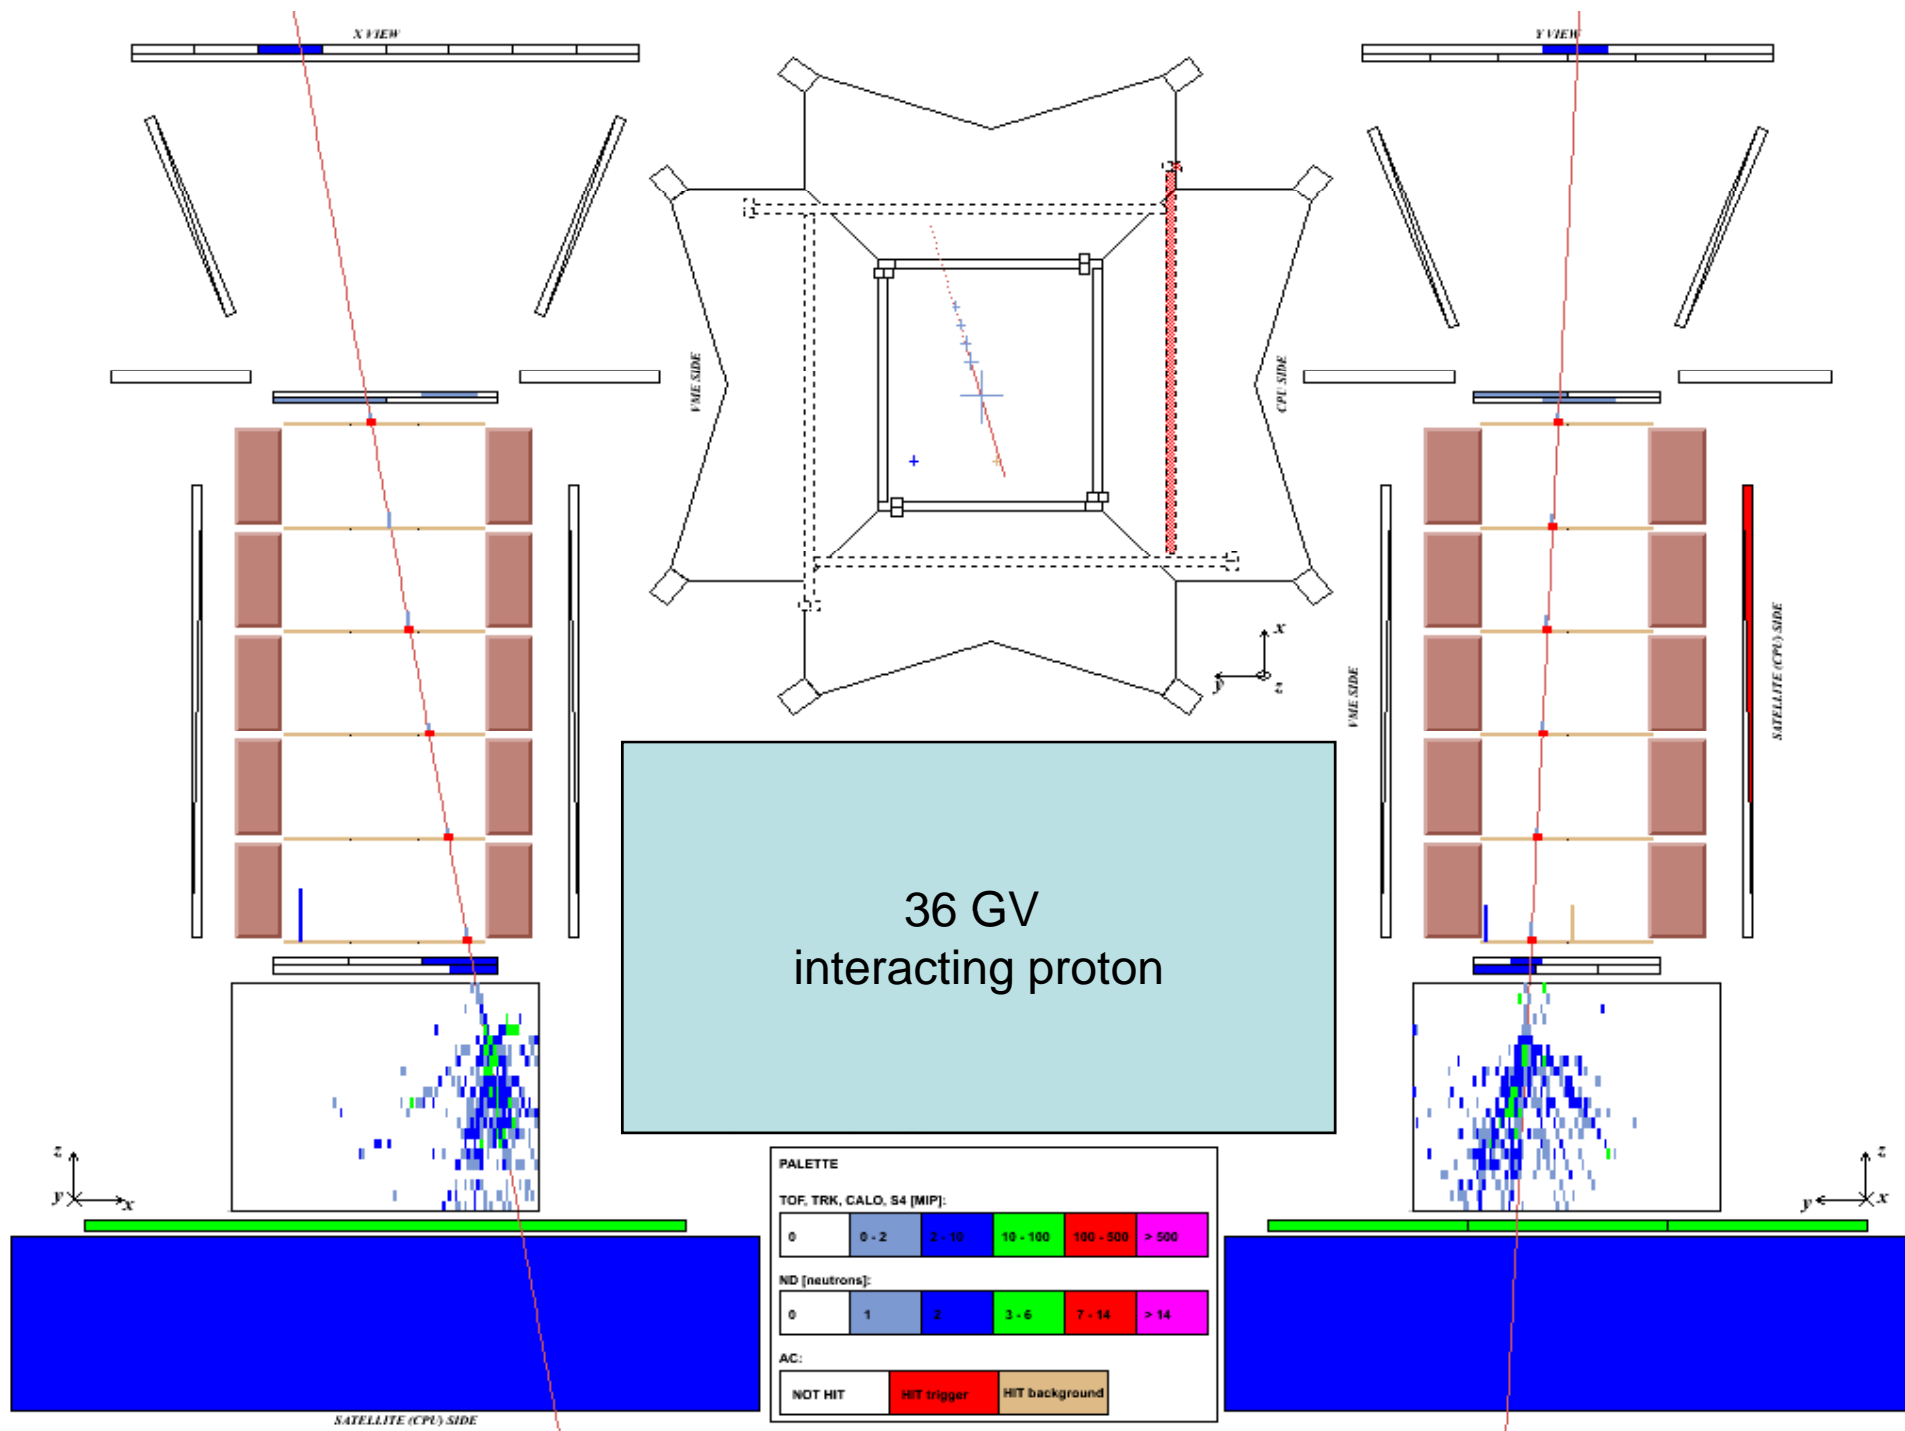 X VIEW
Y VIEW
VME SIDE
CPU SIDE
x
y
z
VME SIDE
SATELLITE (CPU) SIDE
36 GV
interacting proton
z
y
x
z
y
x
PALETTE
TOF, TRK, CALO, S4 [MIP]:
0 0 - 2 2 - 10 10 - 100 100 - 500 > 500
ND [neutrons]:
0 1 2 3 - 6 7 - 14 > 14
AC:
NOT HIT HIT trigger HIT background
SATELLITE (CPU) SIDE